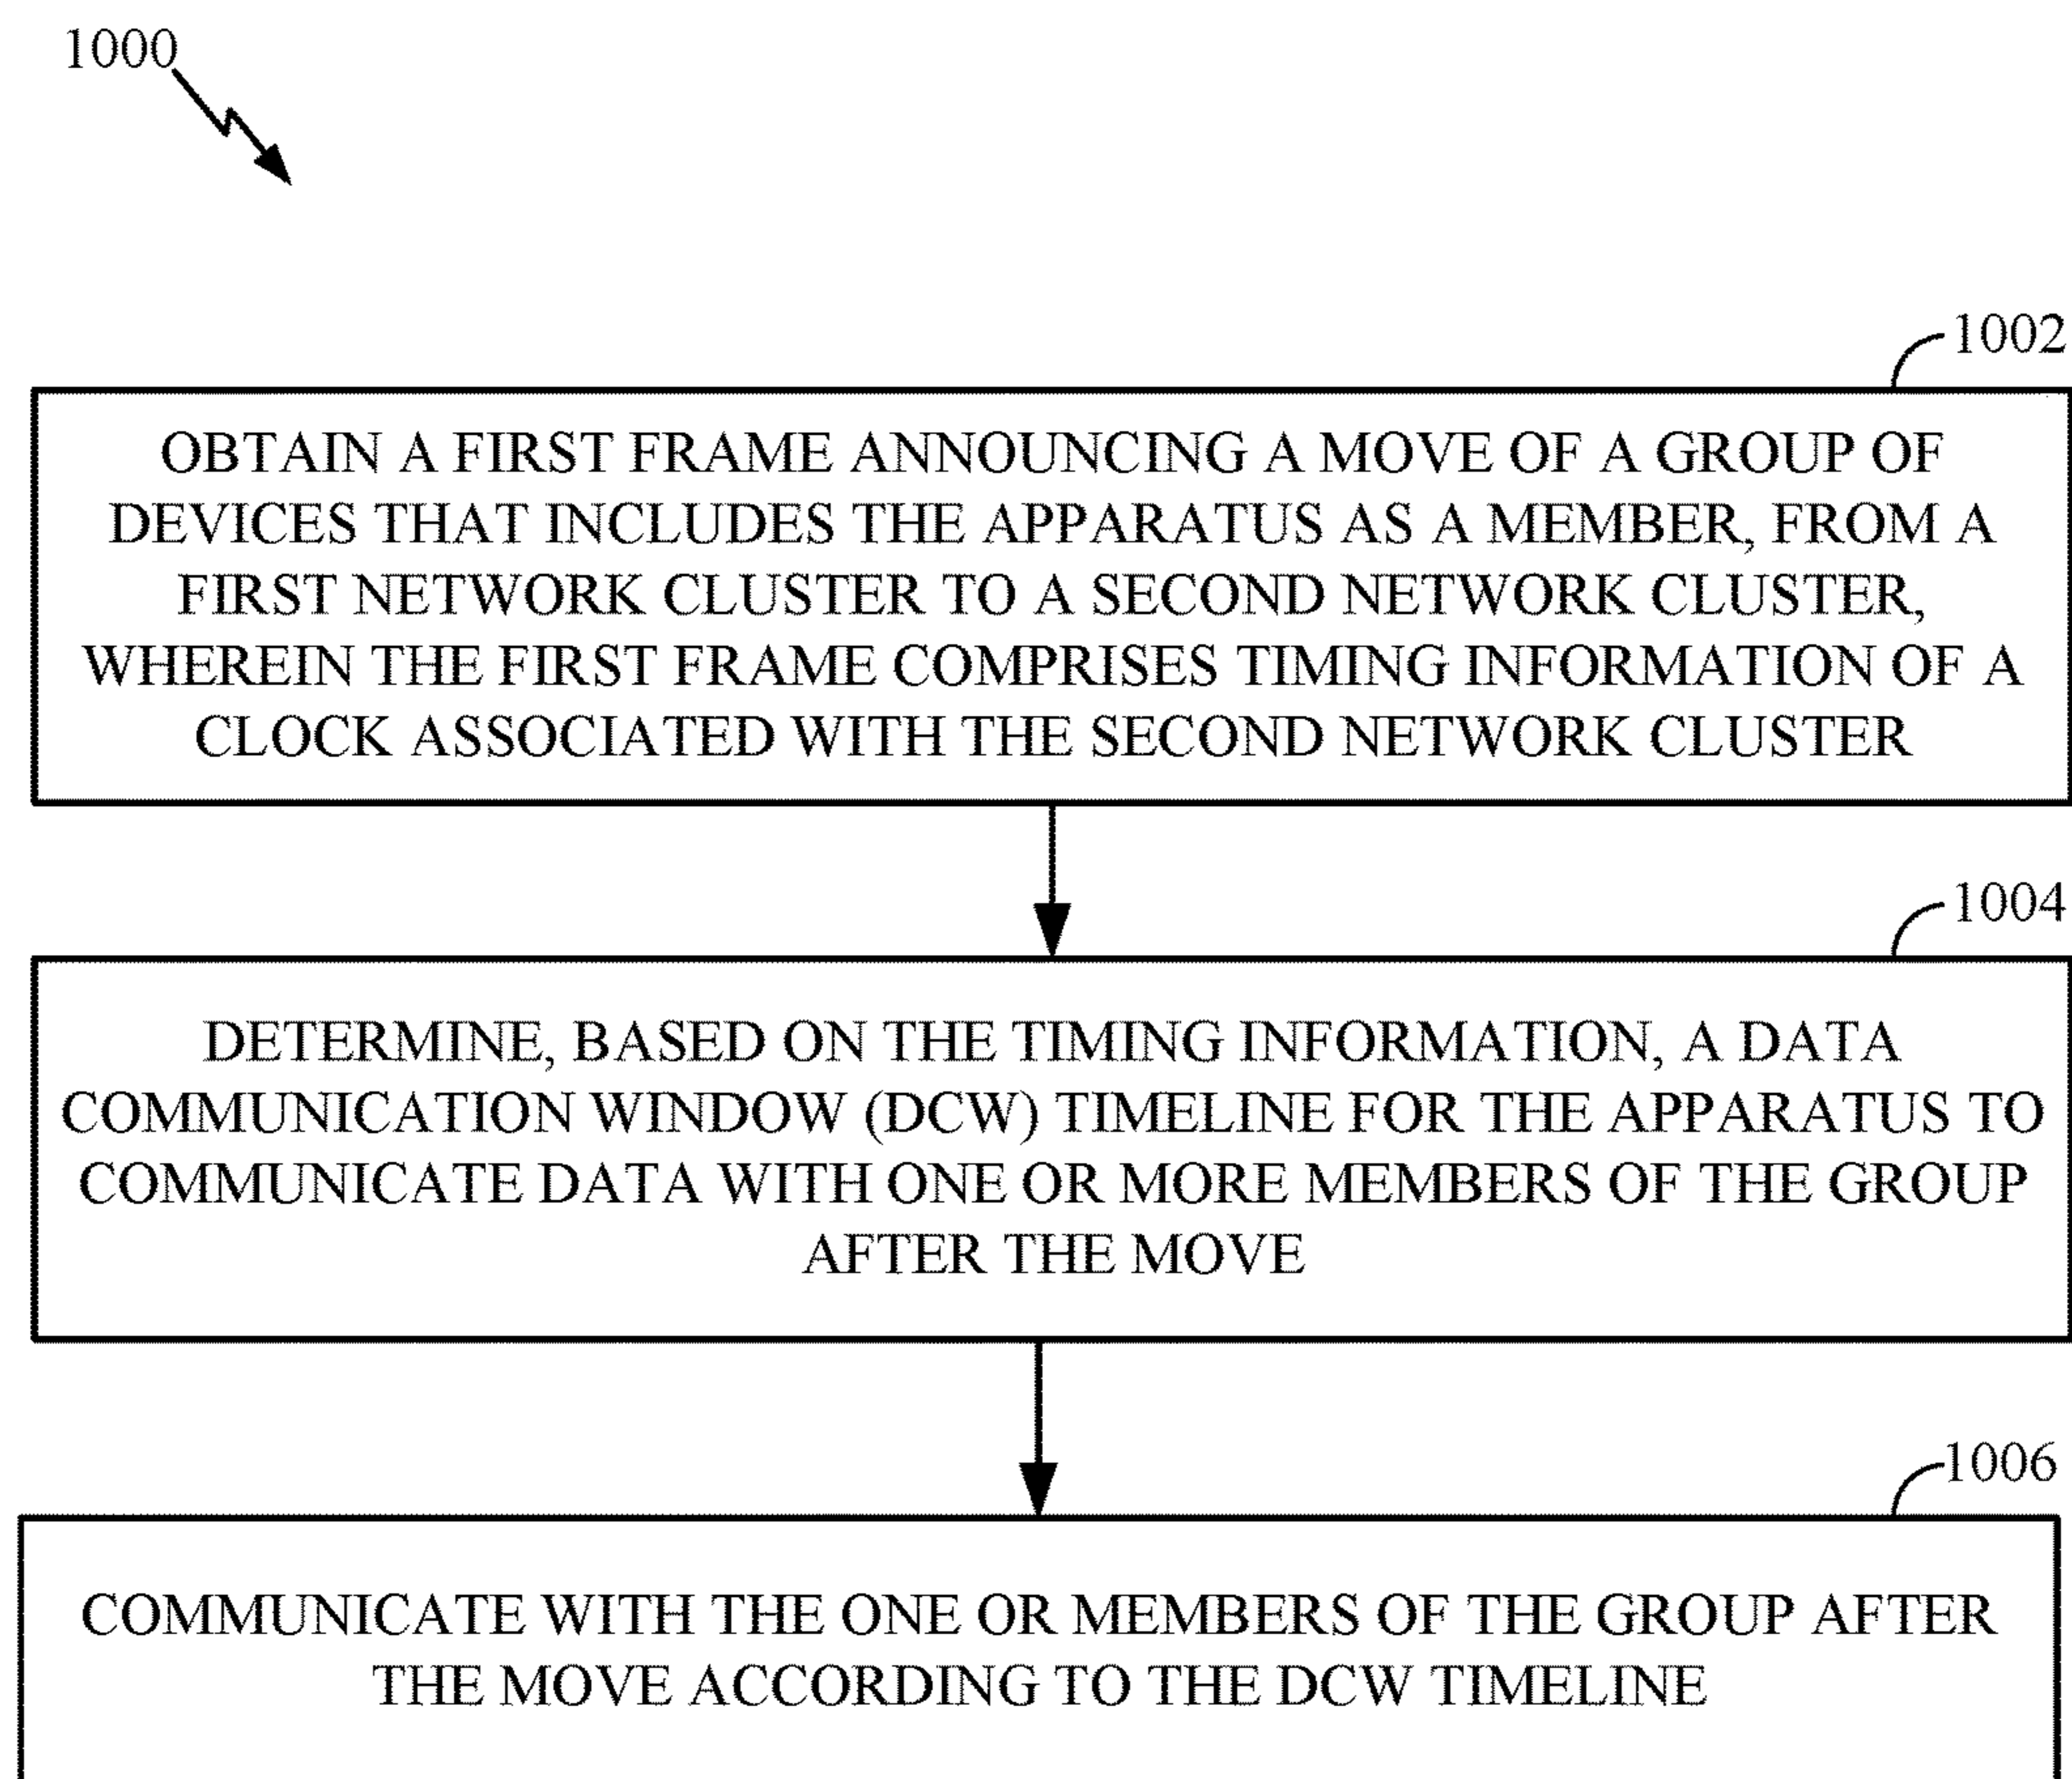 1000
1002
OBTAIN A FIRST FRAME ANNOUNCING A MOVE OF A GROUP OF
DEVICES THAT INCLUDES THE APPARATUS AS A MEMBER, FROM A
FIRST NETWORK CLUSTER TO A SECOND NETWORK CLUSTER,
WHEREIN THE FIRST FRAME COMPRISES TIMING INFORMATION OF A
CLOCK ASSOCIATED WITH THE SECOND NETWORK CLUSTER
1004
DETERMINE, BASED ON THE TIMING INFORMATION, A DATA
COMMUNICATION WINDOW (DCW) TIMELINE FOR THE APPARATUS TO
COMMUNICATE DATA WITH ONE OR MORE MEMBERS OF THE GROUP
AFTER THE MOVE
1006
COMMUNICATE WITH THE ONE OR MEMBERS OF THE GROUP AFTER
THE MOVE ACCORDING TO THE DCW TIMELINE